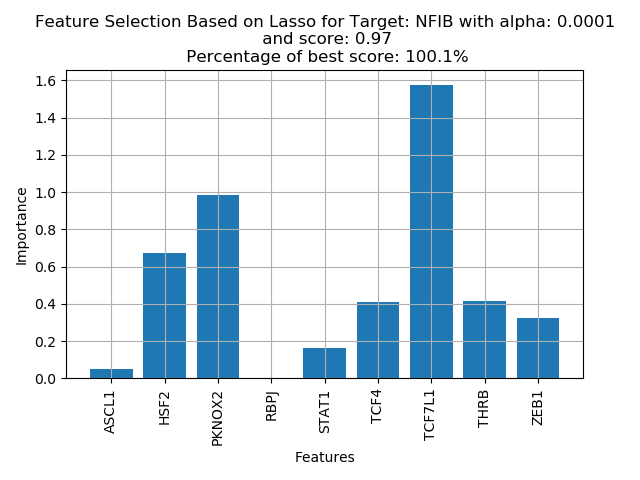 Feature Selection Based on Lasso for Target: NFIB with alpha: 0.0001
and score: 0.97
Percentage of best score: 100.1%
1.6
1.4
1.2
1.0
0.8
0.6
0.4
0.2
0.0
Importance
ASCL1
HSF2
PKNOX2
RBPJ
STAT1
TCF4
TCF7L1
THRB
ZEB1
Features